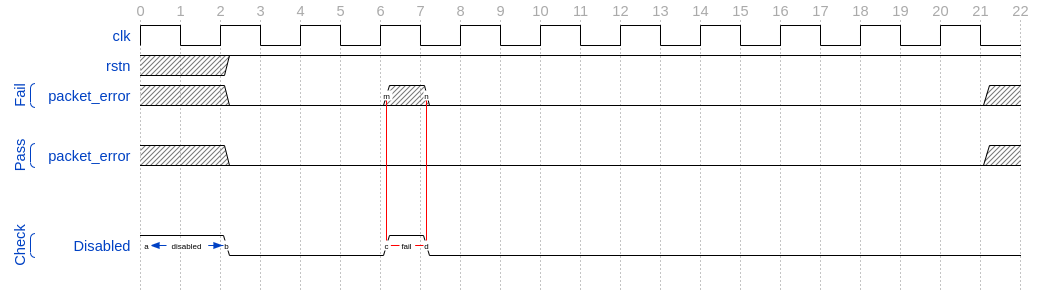 0 1 2 3 4 5 6 7 8 9 10 11 12 13 14 15 16 17 18 19 20 21 22
clk
rstn
Fail
packet_error
m n
Pass
packet_error
Check
Disabled
a disabled b c fail d